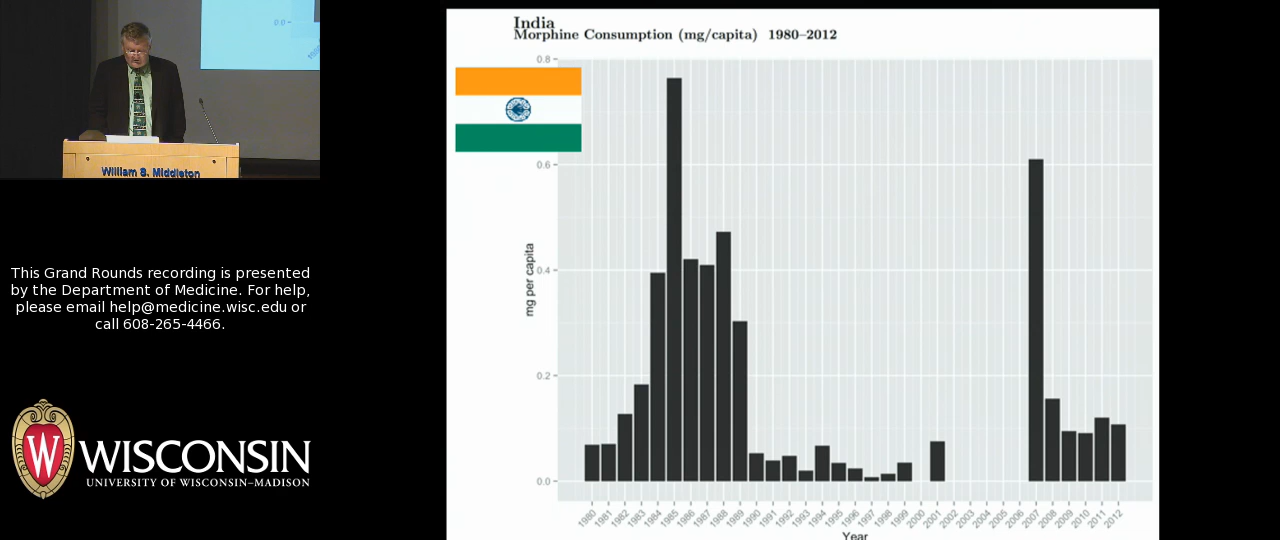 0.0
William S. Middleton
This Grand Rounds recording is presented
by the Department of Medicine. For help,
please email help@medicine.wisc.edu or
call 608-265-4466.
W WISCONSIN
UNIVERSITY OF WISCONSIN–MADISON
India
Morphine Consumption (mg/capita) 1980–2012
mg per capita
0.8
0.6
0.4
0.2
0.0
1980 1981 1982 1983 1984 1985 1986 1987 1988 1989 1990 1991 1992 1993 1994 1995 1996 1997 1998 1999 2000 2001 2002 2003 2004 2005 2006 2007 2008 2009 2010 2011 2012
Year